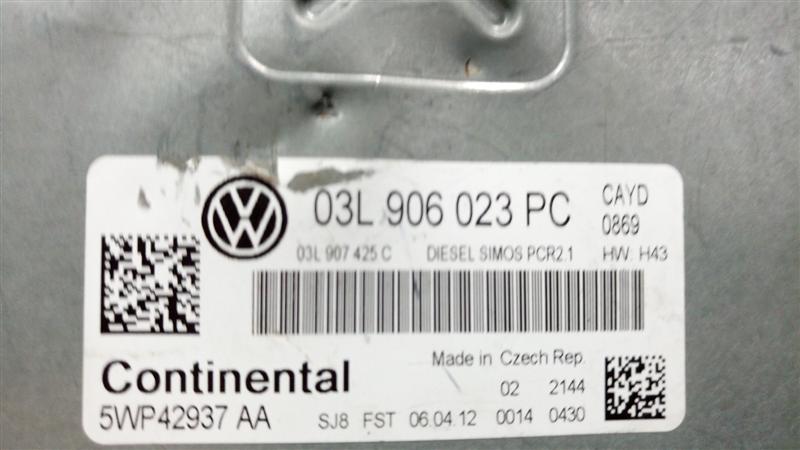 03L 906 023 PC CAYD
0869
03L 907 425 C DIESEL SIMOS PCR2.1 HW: H43
Continental Made in Czech Rep.
02 2144
5WP42937 AA SJ8 FST 06.04.12 0014 0430